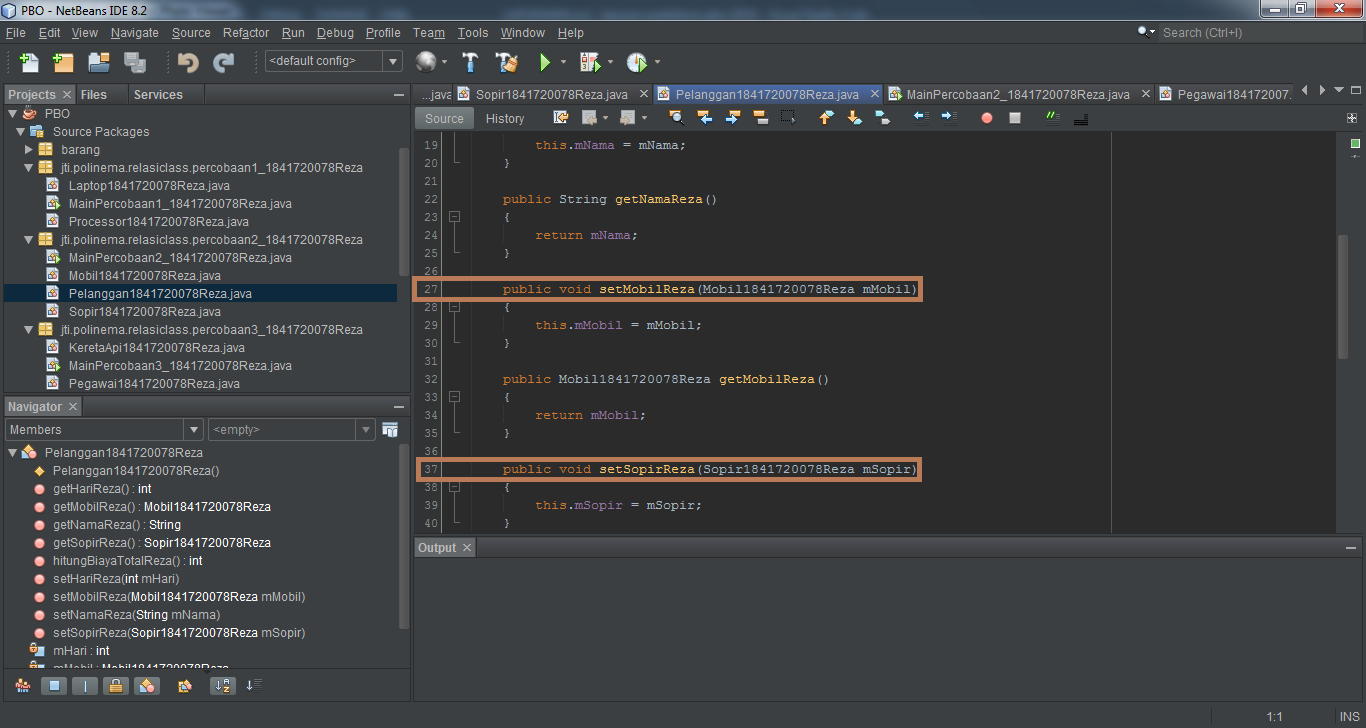 PBO - NetBeans IDE 8.2
File Edit View Navigate Source Refactor Run Debug Profile Team Tools Window Help
Search (Ctrl+I)
<default config>
Projects Files Services
PBO
Source Packages
barang
jti.polinema.relasiclass.percobaan1_1841720078Reza
Laptop1841720078Reza.java
MainPercobaan1_1841720078Reza.java
Processor1841720078Reza.java
jti.polinema.relasiclass.percobaan2_1841720078Reza
MainPercobaan2_1841720078Reza.java
Mobil1841720078Reza.java
Pelanggan1841720078Reza.java
Sopir1841720078Reza.java
jti.polinema.relasiclass.percobaan3_1841720078Reza
KeretaApi1841720078Reza.java
MainPercobaan3_1841720078Reza.java
Pegawai1841720078Reza.java
Navigator
Members <empty>
Pelanggan1841720078Reza
Pelanggan1841720078Reza()
getHariReza() : int
getMobilReza() : Mobil1841720078Reza
getNamaReza() : String
getSopirReza() : Sopir1841720078Reza
hitungBiayaTotalReza() : int
setHariReza(int mHari)
setMobilReza(Mobil1841720078Reza mMobil)
setNamaReza(String mNama)
setSopirReza(Sopir1841720078Reza mSopir)
mHari : int
mMobil : Mobil1841720078Reza
...java Sopir1841720078Reza.java Pelanggan1841720078Reza.java MainPercobaan2_1841720078Reza.java Pegawai184172007...
Source History
19 this.mNama = mNama;
20 }
21
22 public String getNamaReza()
23 {
24 return mNama;
25 }
26
27 public void setMobilReza(Mobil1841720078Reza mMobil)
28 {
29 this.mMobil = mMobil;
30 }
31
32 public Mobil1841720078Reza getMobilReza()
33 {
34 return mMobil;
35 }
36
37 public void setSopirReza(Sopir1841720078Reza mSopir)
38 {
39 this.mSopir = mSopir;
40 }
Output
1:1 INS